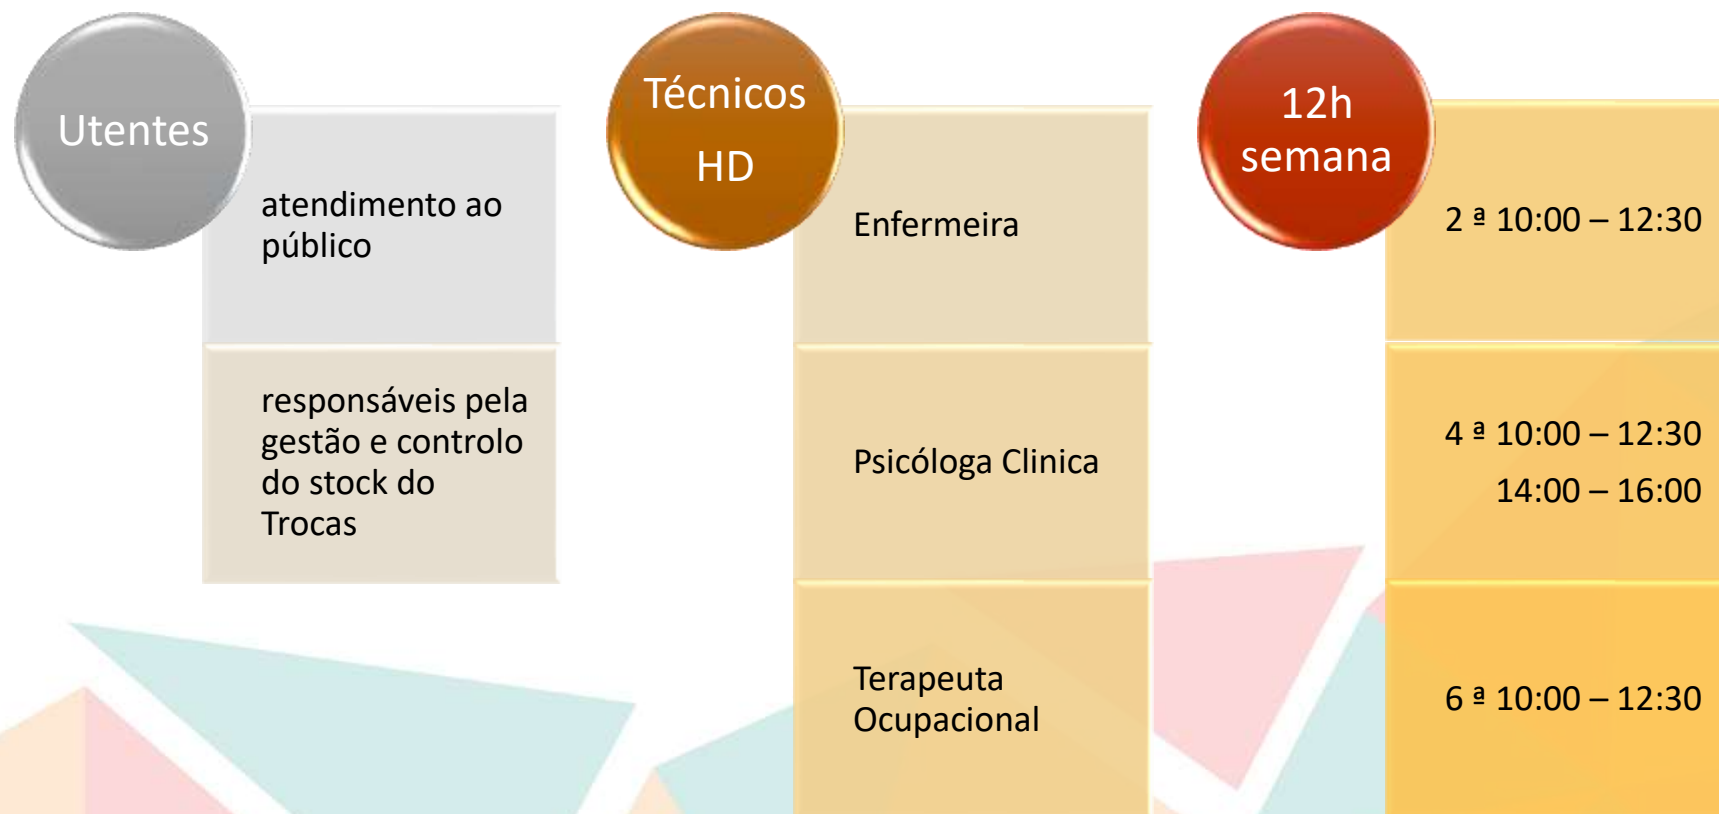 Utentes
atendimento ao
público
responsáveis pela
gestão e controlo
do stock do
Trocas
Técnicos
HD
Enfermeira
Psicóloga Clinica
Terapeuta
Ocupacional
12h
semana
2 ª 10:00 – 12:30
4 ª 10:00 – 12:30
14:00 – 16:00
6 ª 10:00 – 12:30